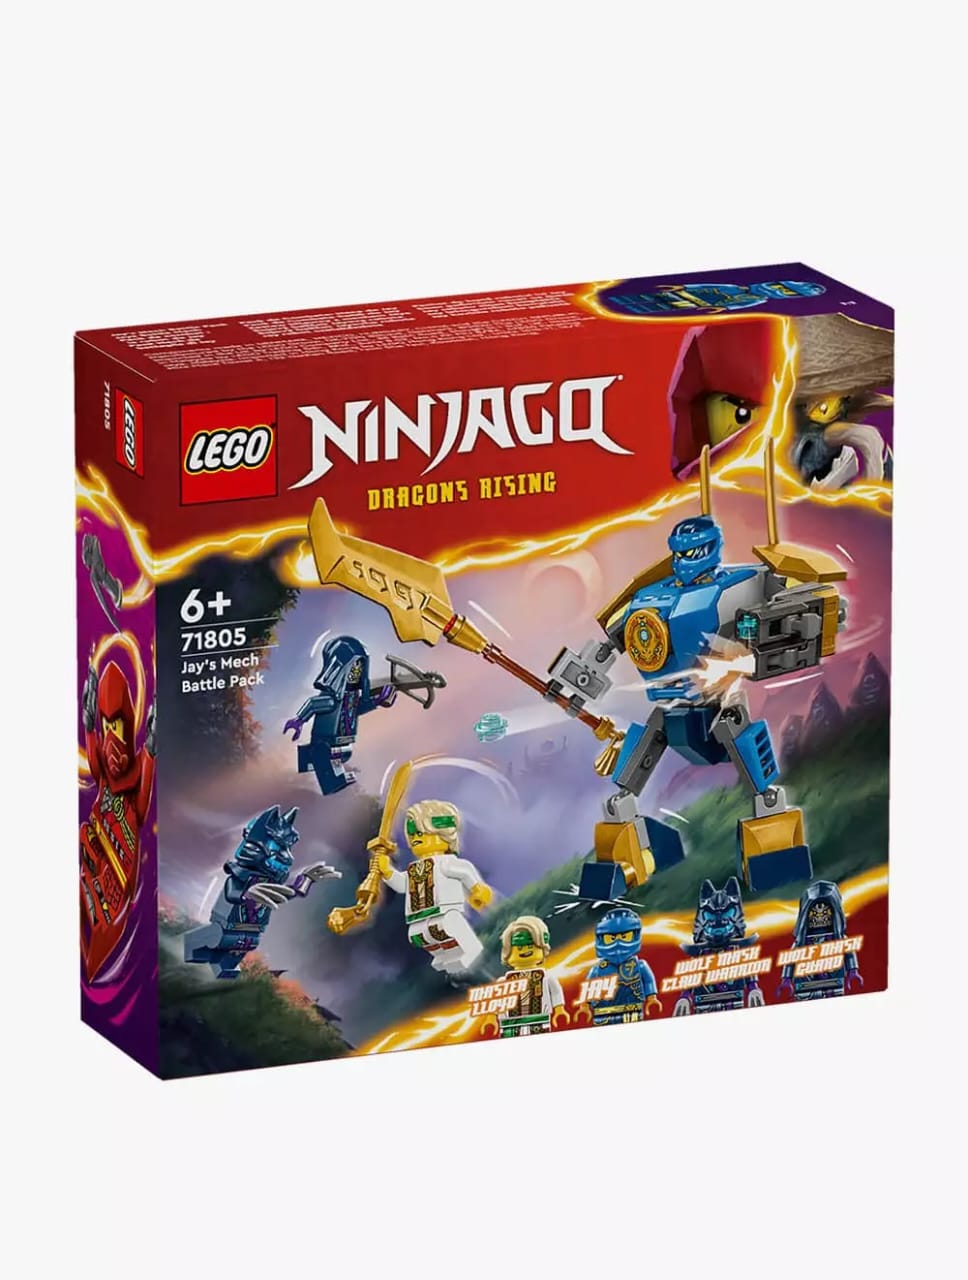 LEGO
NINJAGO
DRAGONS RISING
71805
LEGO
6+
71805
Jay's Mech
Battle Pack
MASTER
LLOYD
JAY
WOLF MASK
CLAW WARRIOR
WOLF MASK
GUARD